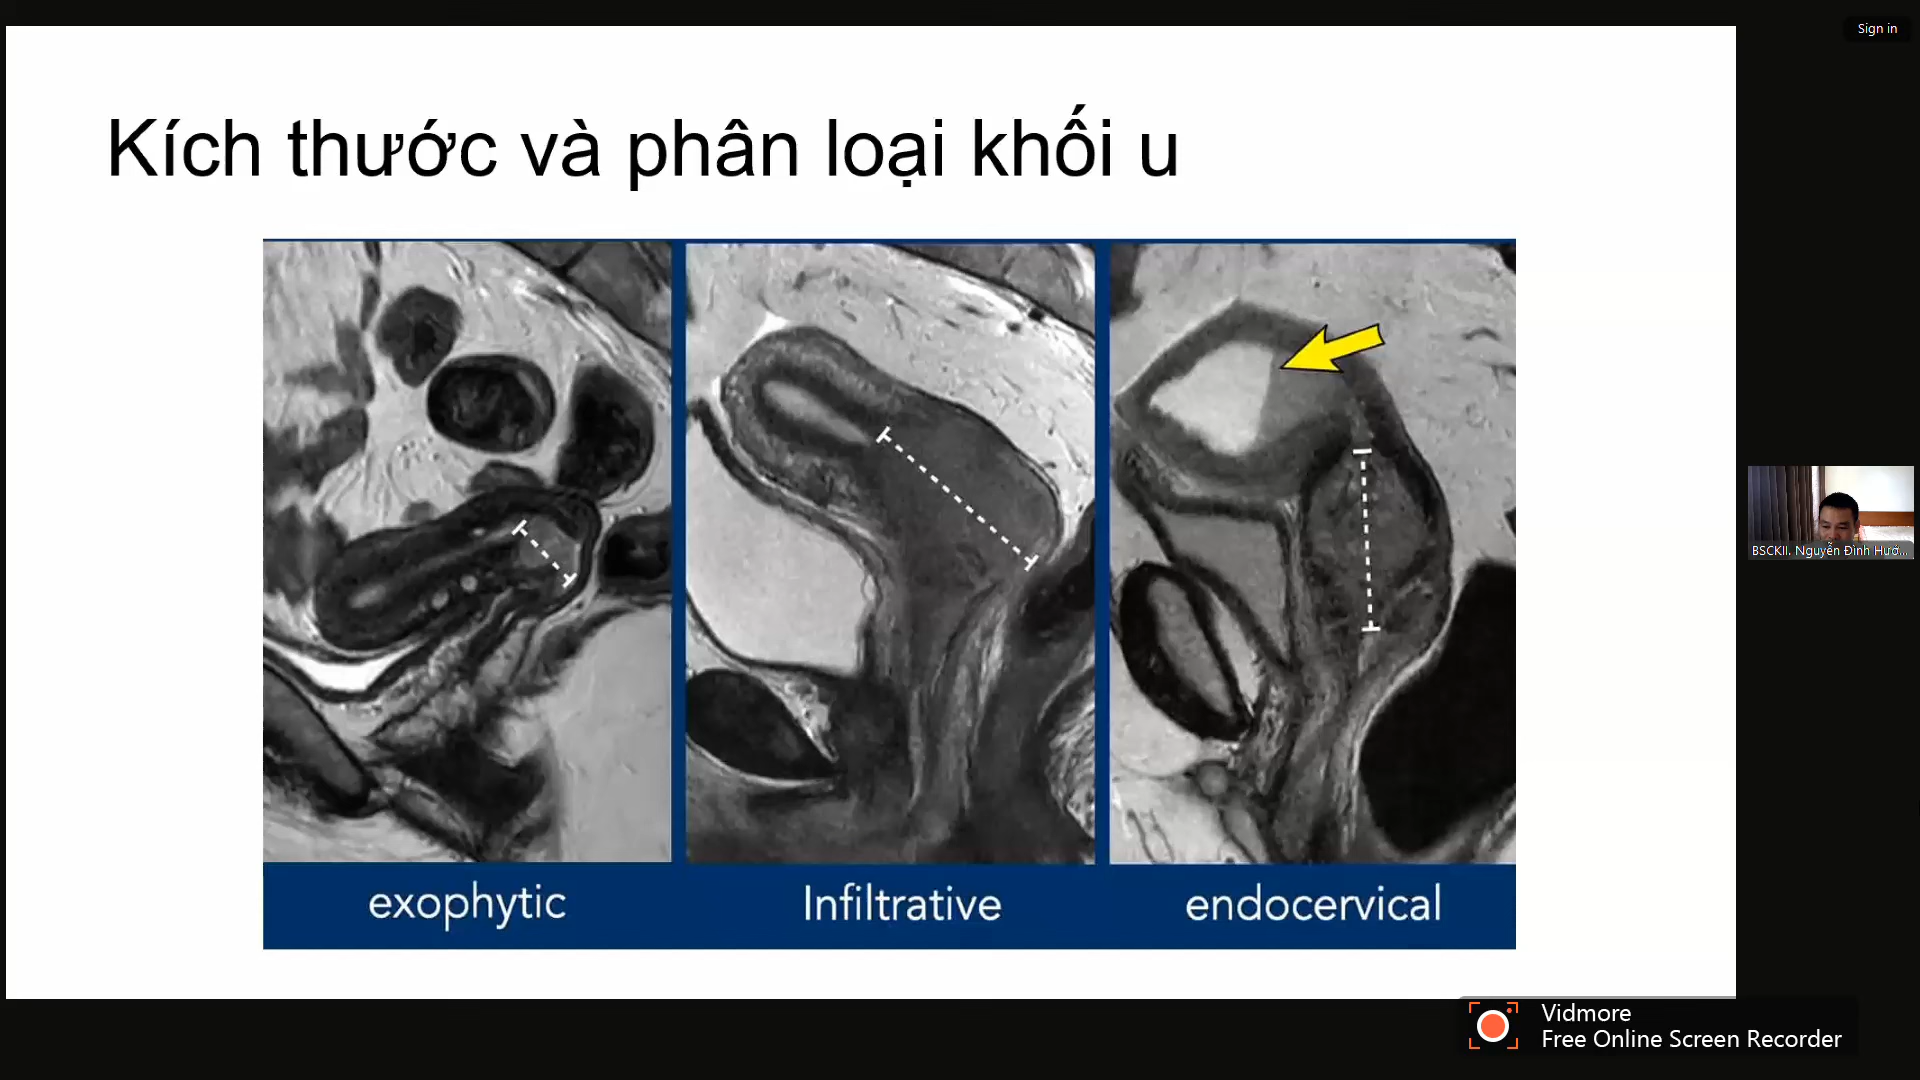 Sign in
Kích thước và phân loại khối u
exophytic
Infiltrative
endocervical
BSCKII. Nguyễn Đình Hướ...
Vidmore
Free Online Screen Recorder